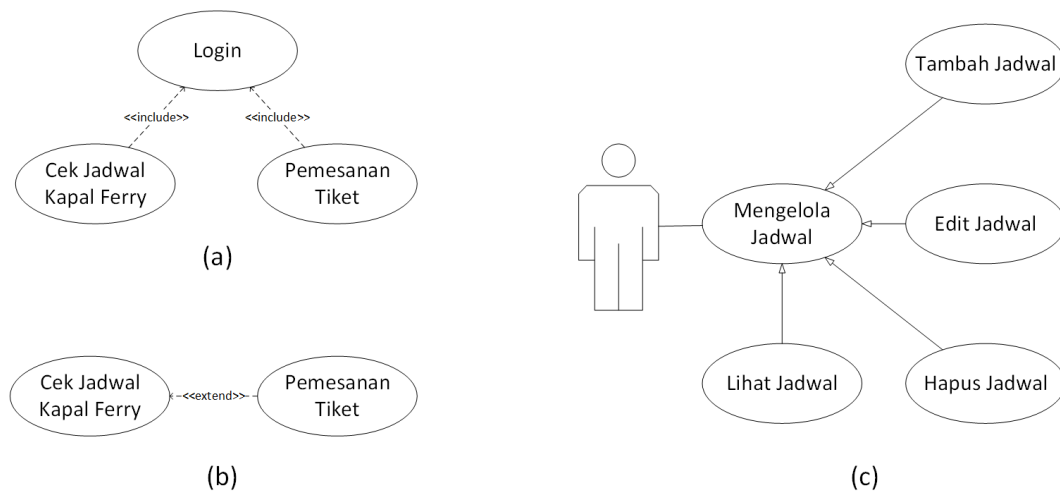 Login
<<include>>
<<include>>
Cek Jadwal
Kapal Ferry
Pemesanan
Tiket
(a)
Cek Jadwal
Kapal Ferry
<<extend>>
Pemesanan
Tiket
(b)
Tambah Jadwal
Mengelola
Jadwal
Edit Jadwal
Lihat Jadwal
Hapus Jadwal
(c)